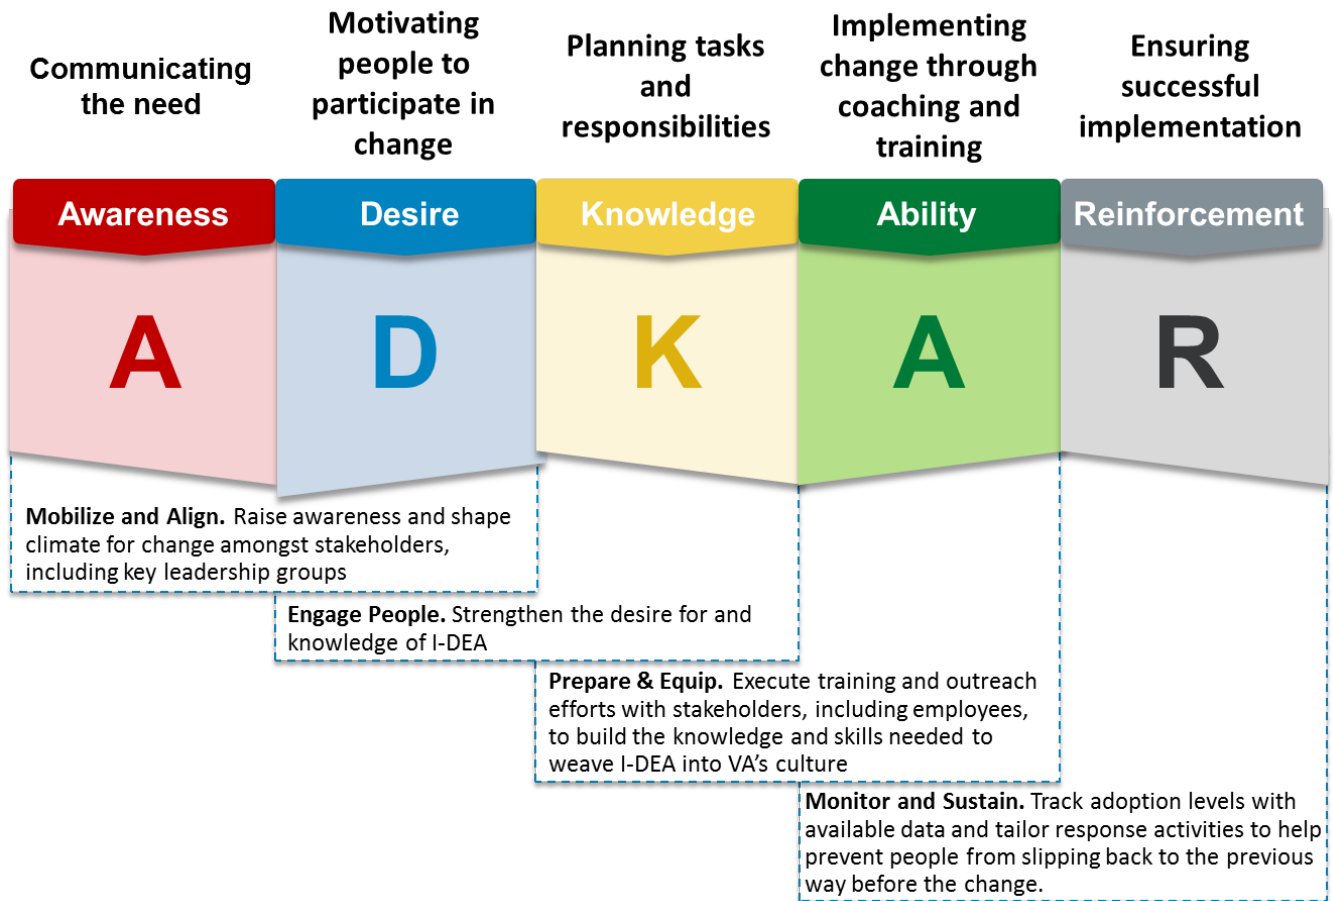 Communicating
the need
Motivating
people to
participate in
change
Planning tasks
and
responsibilities
Implementing
change through
coaching and
training
Ensuring
successful
implementation
Awareness
Desire
Knowledge
Ability
Reinforcement
A
D
K
A
R
Mobilize and Align. Raise awareness and shape
climate for change amongst stakeholders,
including key leadership groups
Engage People. Strengthen the desire for and
knowledge of I-DEA
Prepare & Equip. Execute training and outreach
efforts with stakeholders, including employees,
to build the knowledge and skills needed to
weave I-DEA into VA’s culture
Monitor and Sustain. Track adoption levels with
available data and tailor response activities to help
prevent people from slipping back to the previous
way before the change.